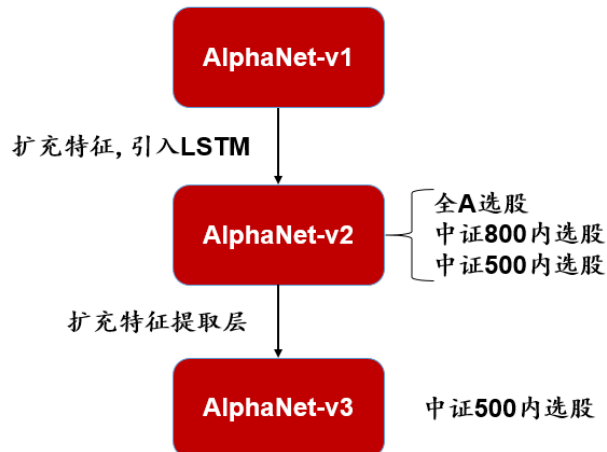 AlphaNet-v1
扩充特征, 引入LSTM
AlphaNet-v2
全A选股
中证800内选股
中证500内选股
扩充特征提取层
AlphaNet-v3
中证500内选股